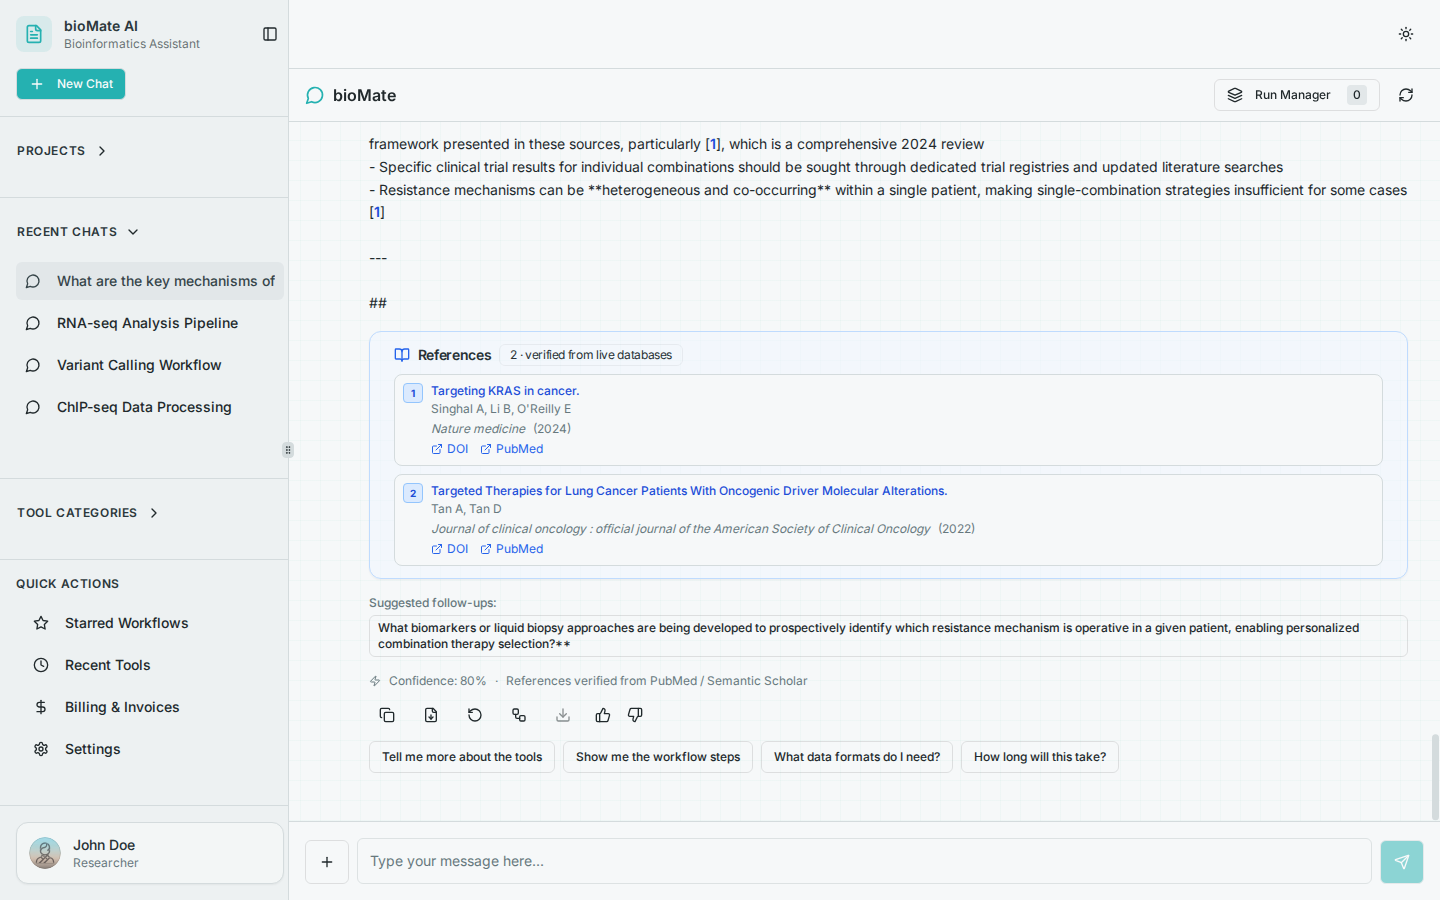 bioMate AI
Bioinformatics Assistant
New Chat
PROJECTS
RECENT CHATS
What are the key mechanisms of
RNA-seq Analysis Pipeline
Variant Calling Workflow
ChIP-seq Data Processing
TOOL CATEGORIES
QUICK ACTIONS
Starred Workflows
Recent Tools
Billing & Invoices
Settings
John Doe
Researcher
bioMate
Run Manager 0
framework presented in these sources, particularly [1], which is a comprehensive 2024 review
- Specific clinical trial results for individual combinations should be sought through dedicated trial registries and updated literature searches
- Resistance mechanisms can be **heterogeneous and co-occurring** within a single patient, making single-combination strategies insufficient for some cases
[1]
---
##
References 2 · verified from live databases
1 Targeting KRAS in cancer.
Singhal A, Li B, O'Reilly E
Nature medicine (2024)
DOI PubMed
2 Targeted Therapies for Lung Cancer Patients With Oncogenic Driver Molecular Alterations.
Tan A, Tan D
Journal of clinical oncology : official journal of the American Society of Clinical Oncology (2022)
DOI PubMed
Suggested follow-ups:
What biomarkers or liquid biopsy approaches are being developed to prospectively identify which resistance mechanism is operative in a given patient, enabling personalized
combination therapy selection?**
Confidence: 80% · References verified from PubMed / Semantic Scholar
Tell me more about the tools Show me the workflow steps What data formats do I need? How long will this take?
Type your message here...